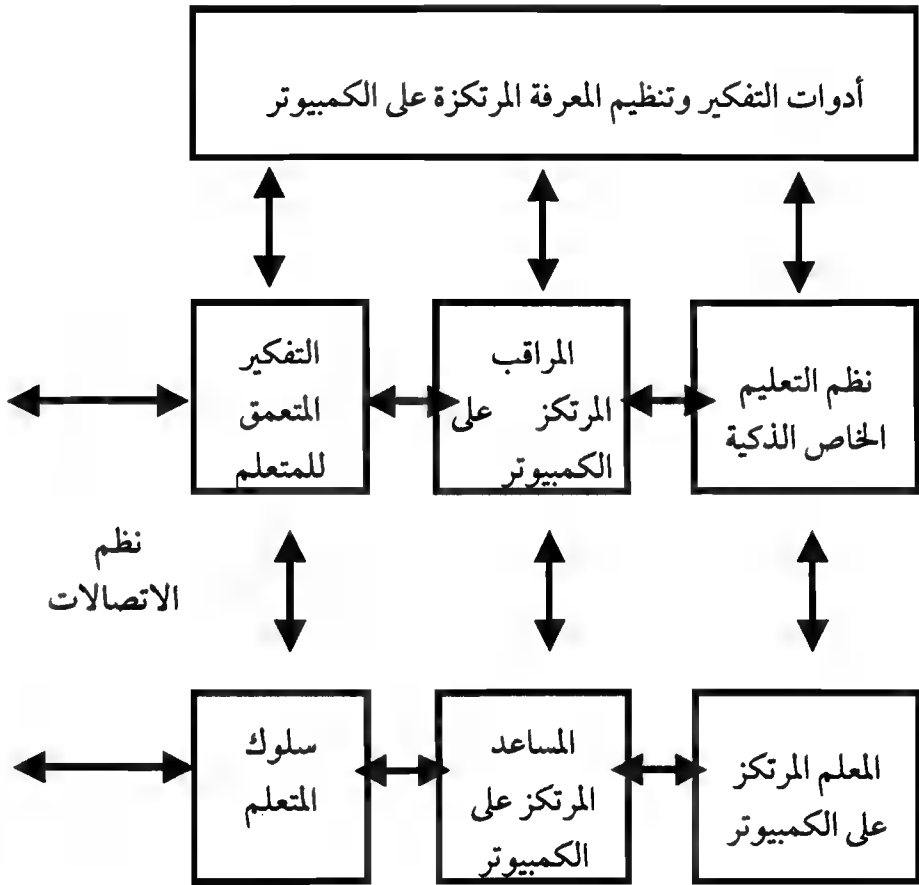 أدوات التفكير وتنظيم المعرفة المرتكزة على الكمبيوتر
نظم التعليم
الخاص الذكية
المراقب
المرتكز على
الكمبيوتر
التفكير
المتعمق
للمتعلم
نظم
الاتصالات
المعلم المرتكز
على الكمبيوتر
المساعد
المرتكز على
الكمبيوتر
سلوك
المتعلم